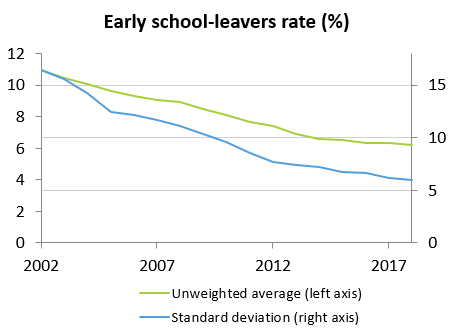 Early school-leavers rate (%)
12
10
8
6
4
2
0
15
10
5
0
2002 2007 2012 2017
Unweighted average (left axis)
Standard deviation (right axis)